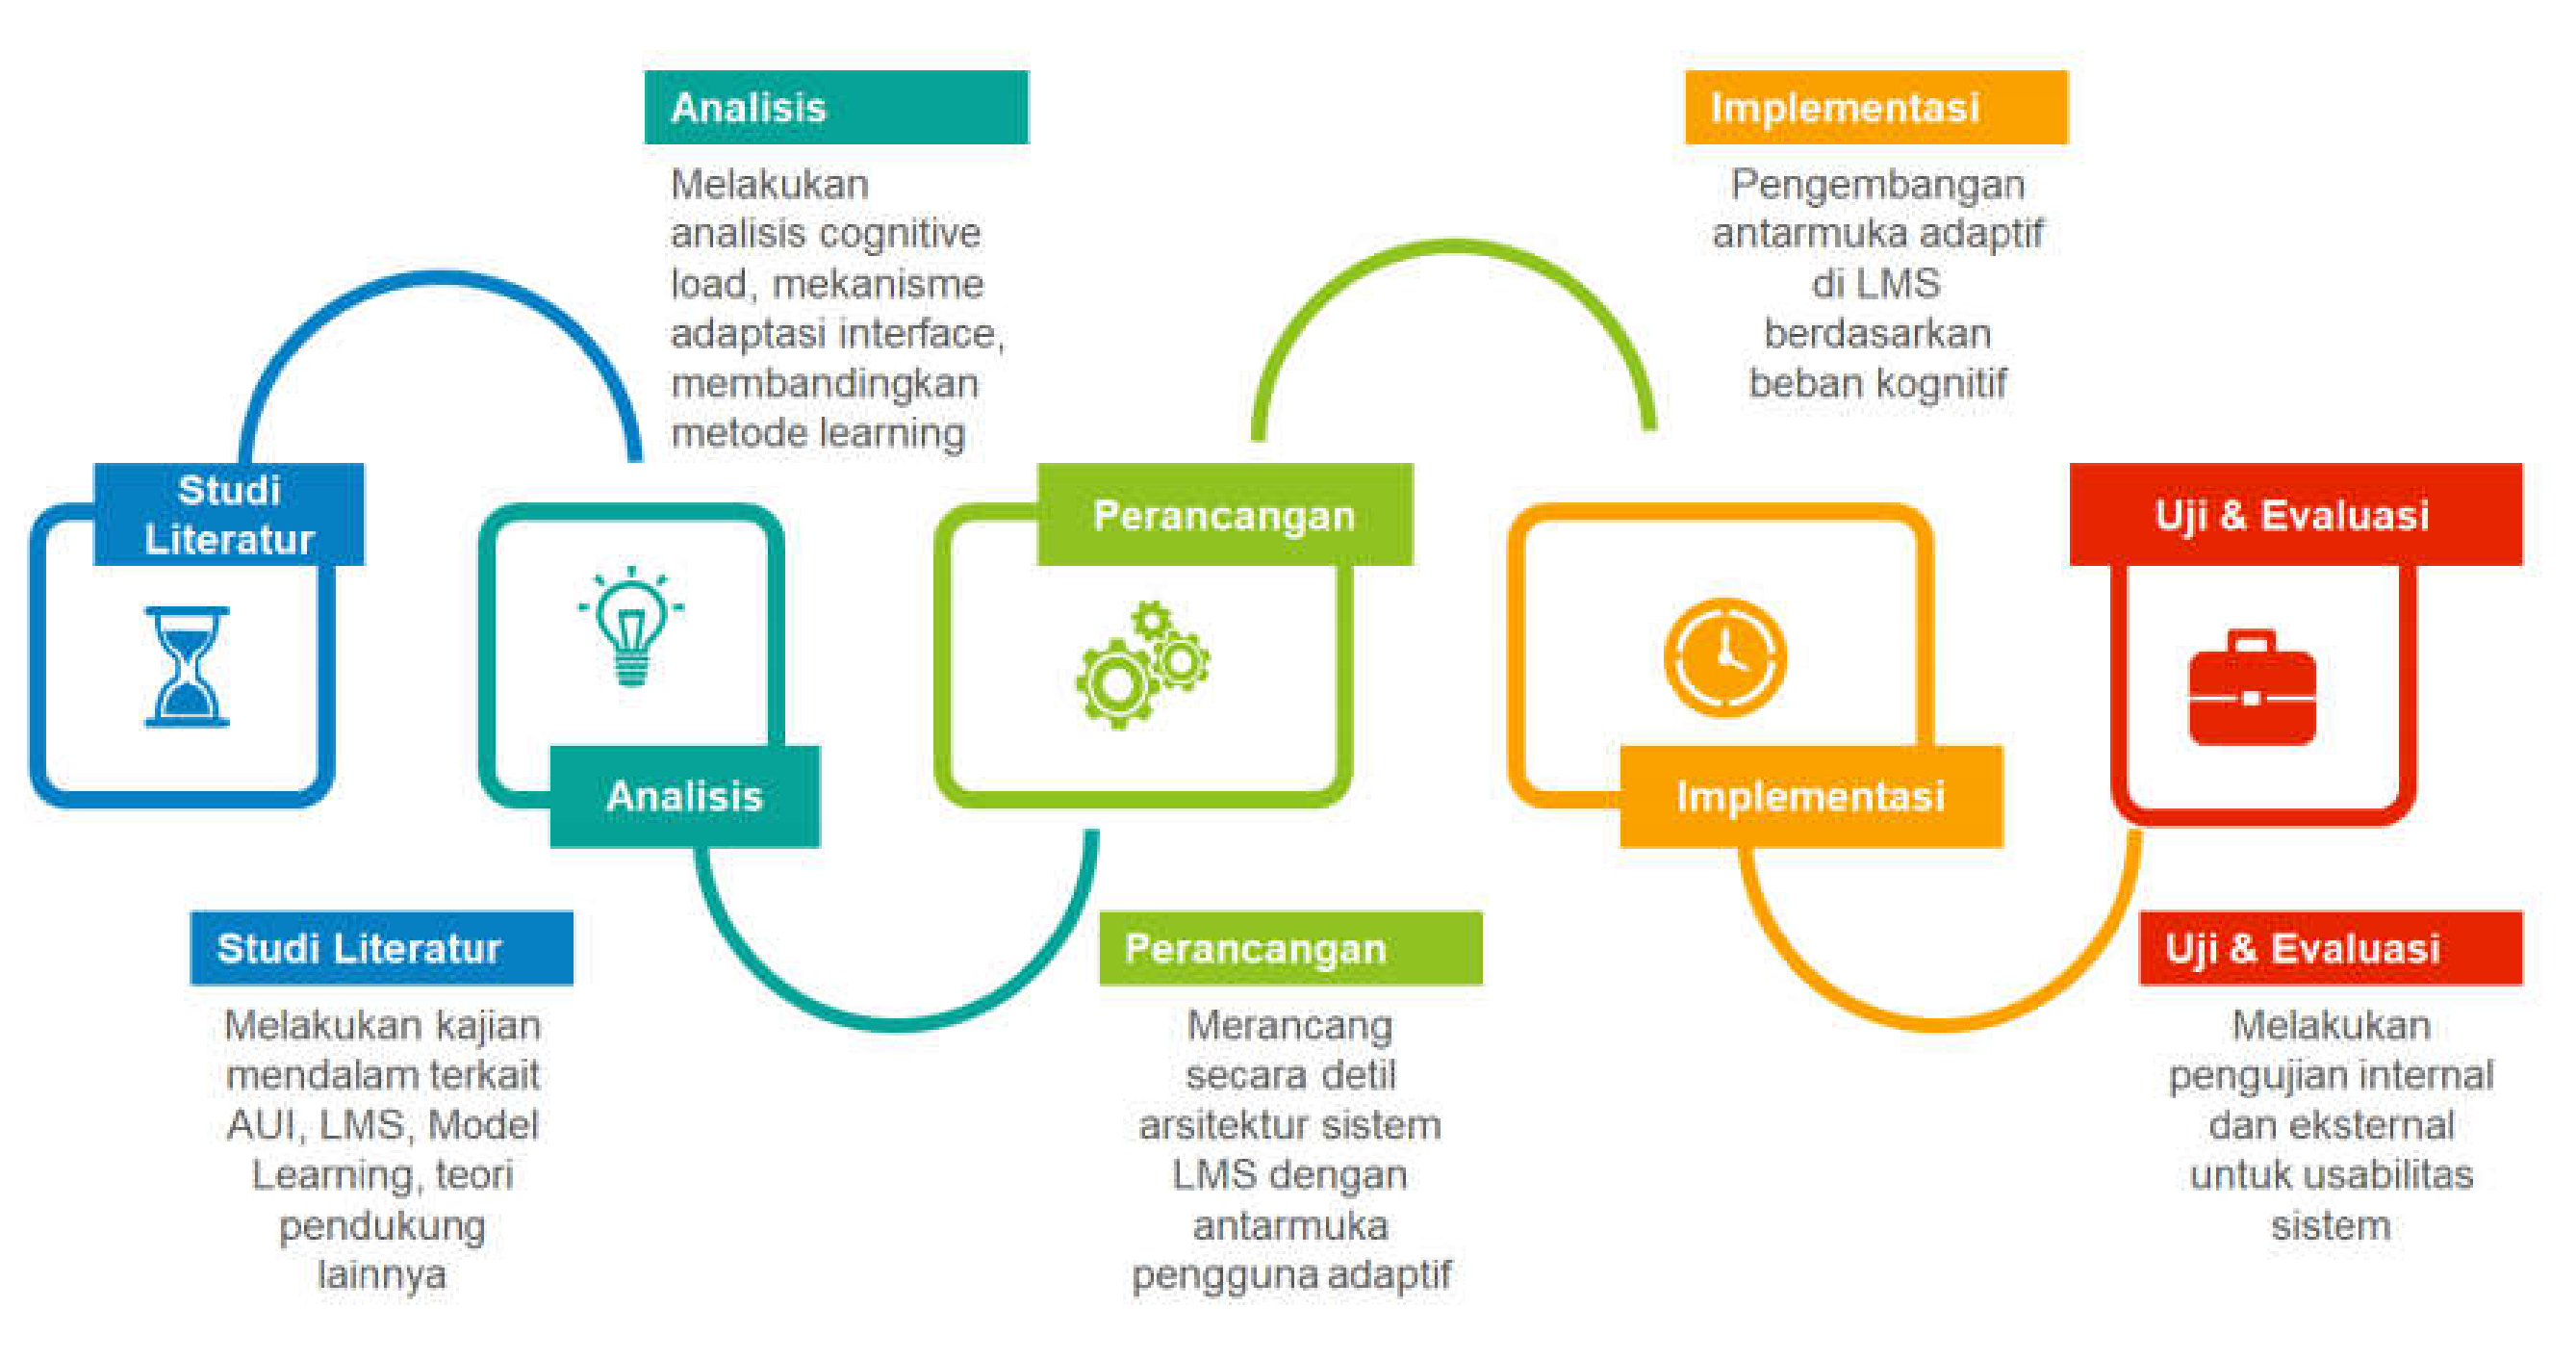 Analisis
Melakukan
analisis cognitive
load, mekanisme
adaptasi interface,
membandingkan
metode learning
Implementasi
Pengembangan
antarmuka adaptif
di LMS
berdasarkan
beban kognitif
Studi
Literatur
Analisis
Perancangan
Implementasi
Uji & Evaluasi
Studi Literatur
Melakukan kajian
mendalam terkait
AUI, LMS, Model
Learning, teori
pendukung
lainnya
Perancangan
Merancang
secara detil
arsitektur sistem
LMS dengan
antarmuka
pengguna adaptif
Uji & Evaluasi
Melakukan
pengujian internal
dan eksternal
untuk usabilitas
sistem